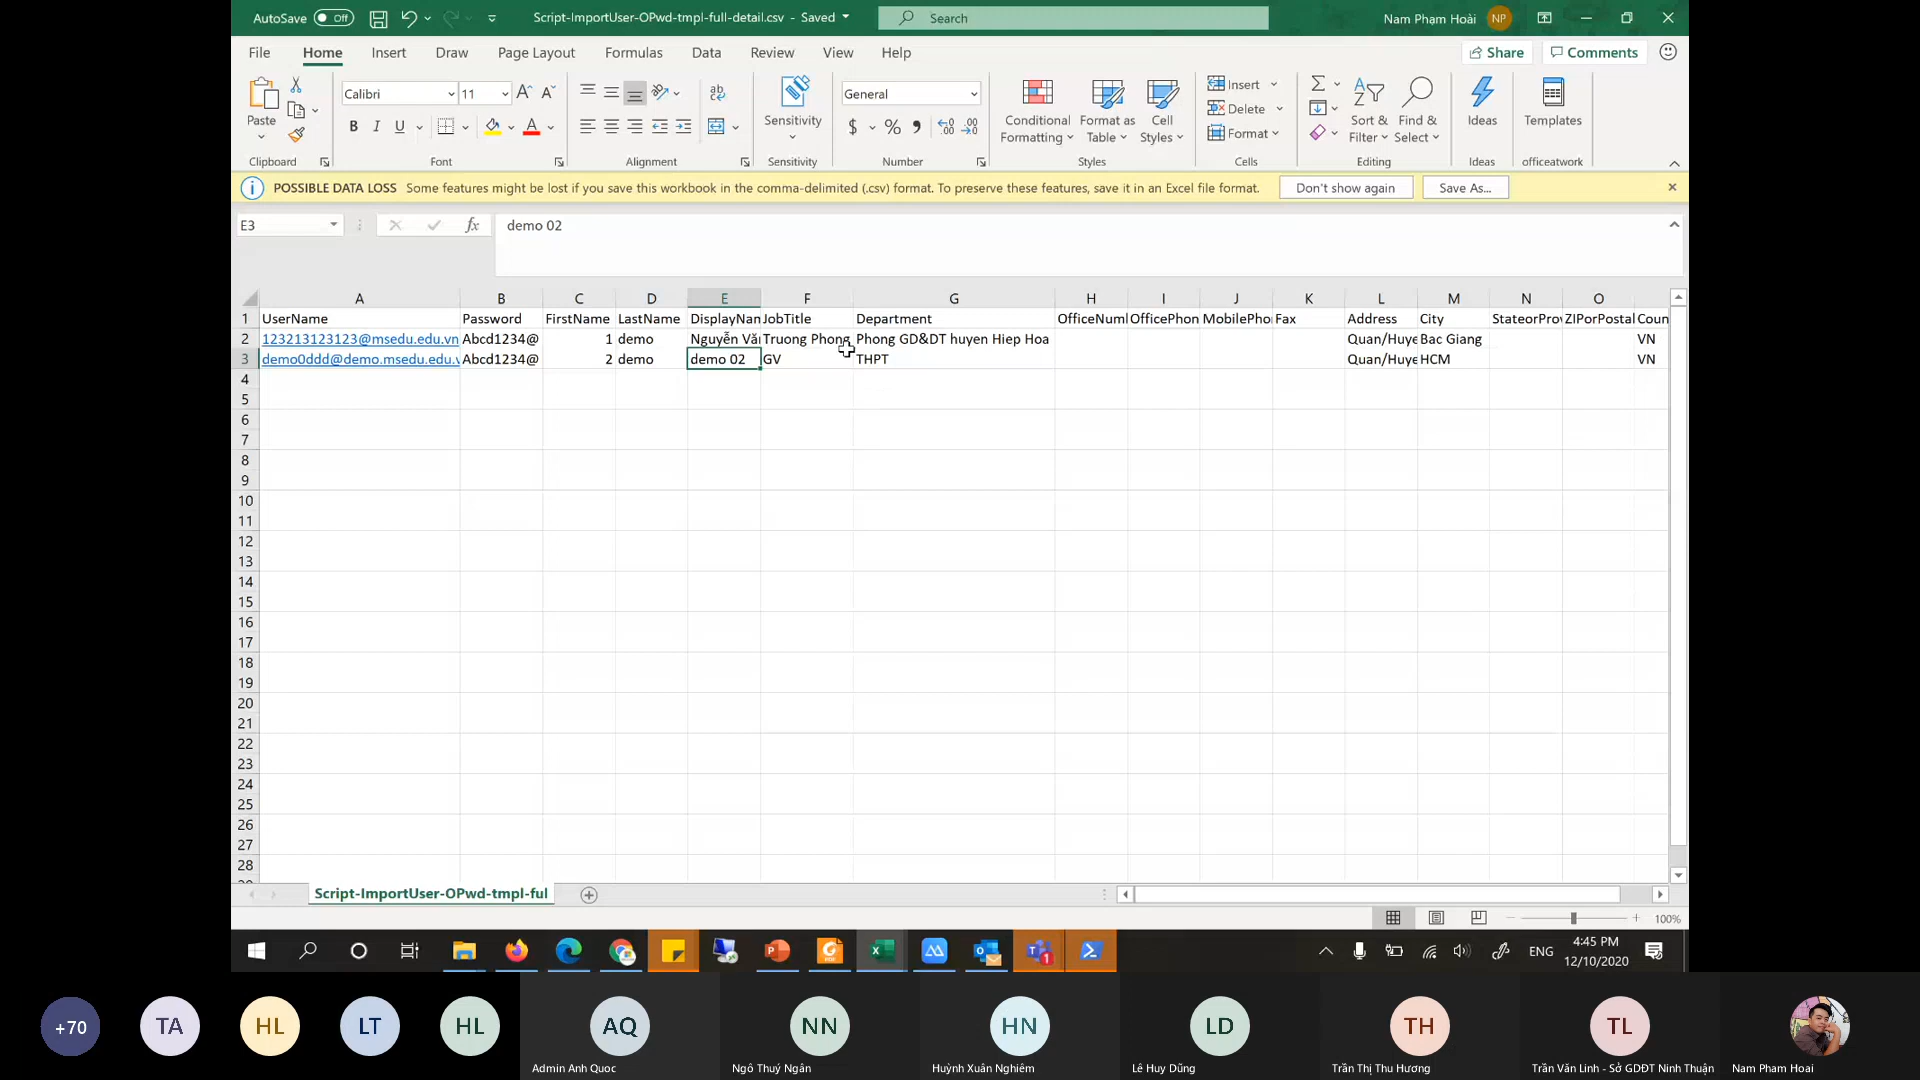 AutoSave Off Script-ImportUser-OPwd-tmpl-full-detail.csv - Saved Search Nam Phạm Hoài NP
File Home Insert Draw Page Layout Formulas Data Review View Help Share Comments
Paste Calibri 11 ab General Sensitivity Conditional Formatting Format as Table Cell Styles Insert Delete Format Sort & Filter Find & Select Ideas Templates
B I U $ % 9
Clipboard Font Alignment Sensitivity Number Styles Cells Editing Ideas officeatwork
POSSIBLE DATA LOSS Some features might be lost if you save this workbook in the comma-delimited (.csv) format. To preserve these features, save it in an Excel file format. Don't show again Save As...
E3 fx demo 02
A B C D E F G H I J K L M N O
1 UserName Password FirstName LastName DisplayNan JobTitle Department OfficeNuml OfficePhon MobilePho Fax Address City StateorProv ZIPorPostal Coun
2 123213123123@msedu.edu.vn Abcd1234@ 1 demo Nguyễn Văn Truong Phong Phong GD&DT huyen Hiep Hoa Quan/Huye Bac Giang VN
3 demo0ddd@demo.msedu.edu.v Abcd1234@ 2 demo demo 02 GV THPT Quan/Huye HCM VN
4
5
6
7
8
9
10
11
12
13
14
15
16
17
18
19
20
21
22
23
24
25
26
27
28
Script-ImportUser-OPwd-tmpl-ful
100%
ENG 4:45 PM
12/10/2020
+70 TA HL LT HL AQ NN HN LD TH TL
Admin Anh Quoc Ngô Thuý Ngân Huỳnh Xuân Nghiêm Lê Huy Dũng Trần Thị Thu Hương Trần Văn Linh - Sở GDĐT Ninh Thuận Nam Pham Hoai